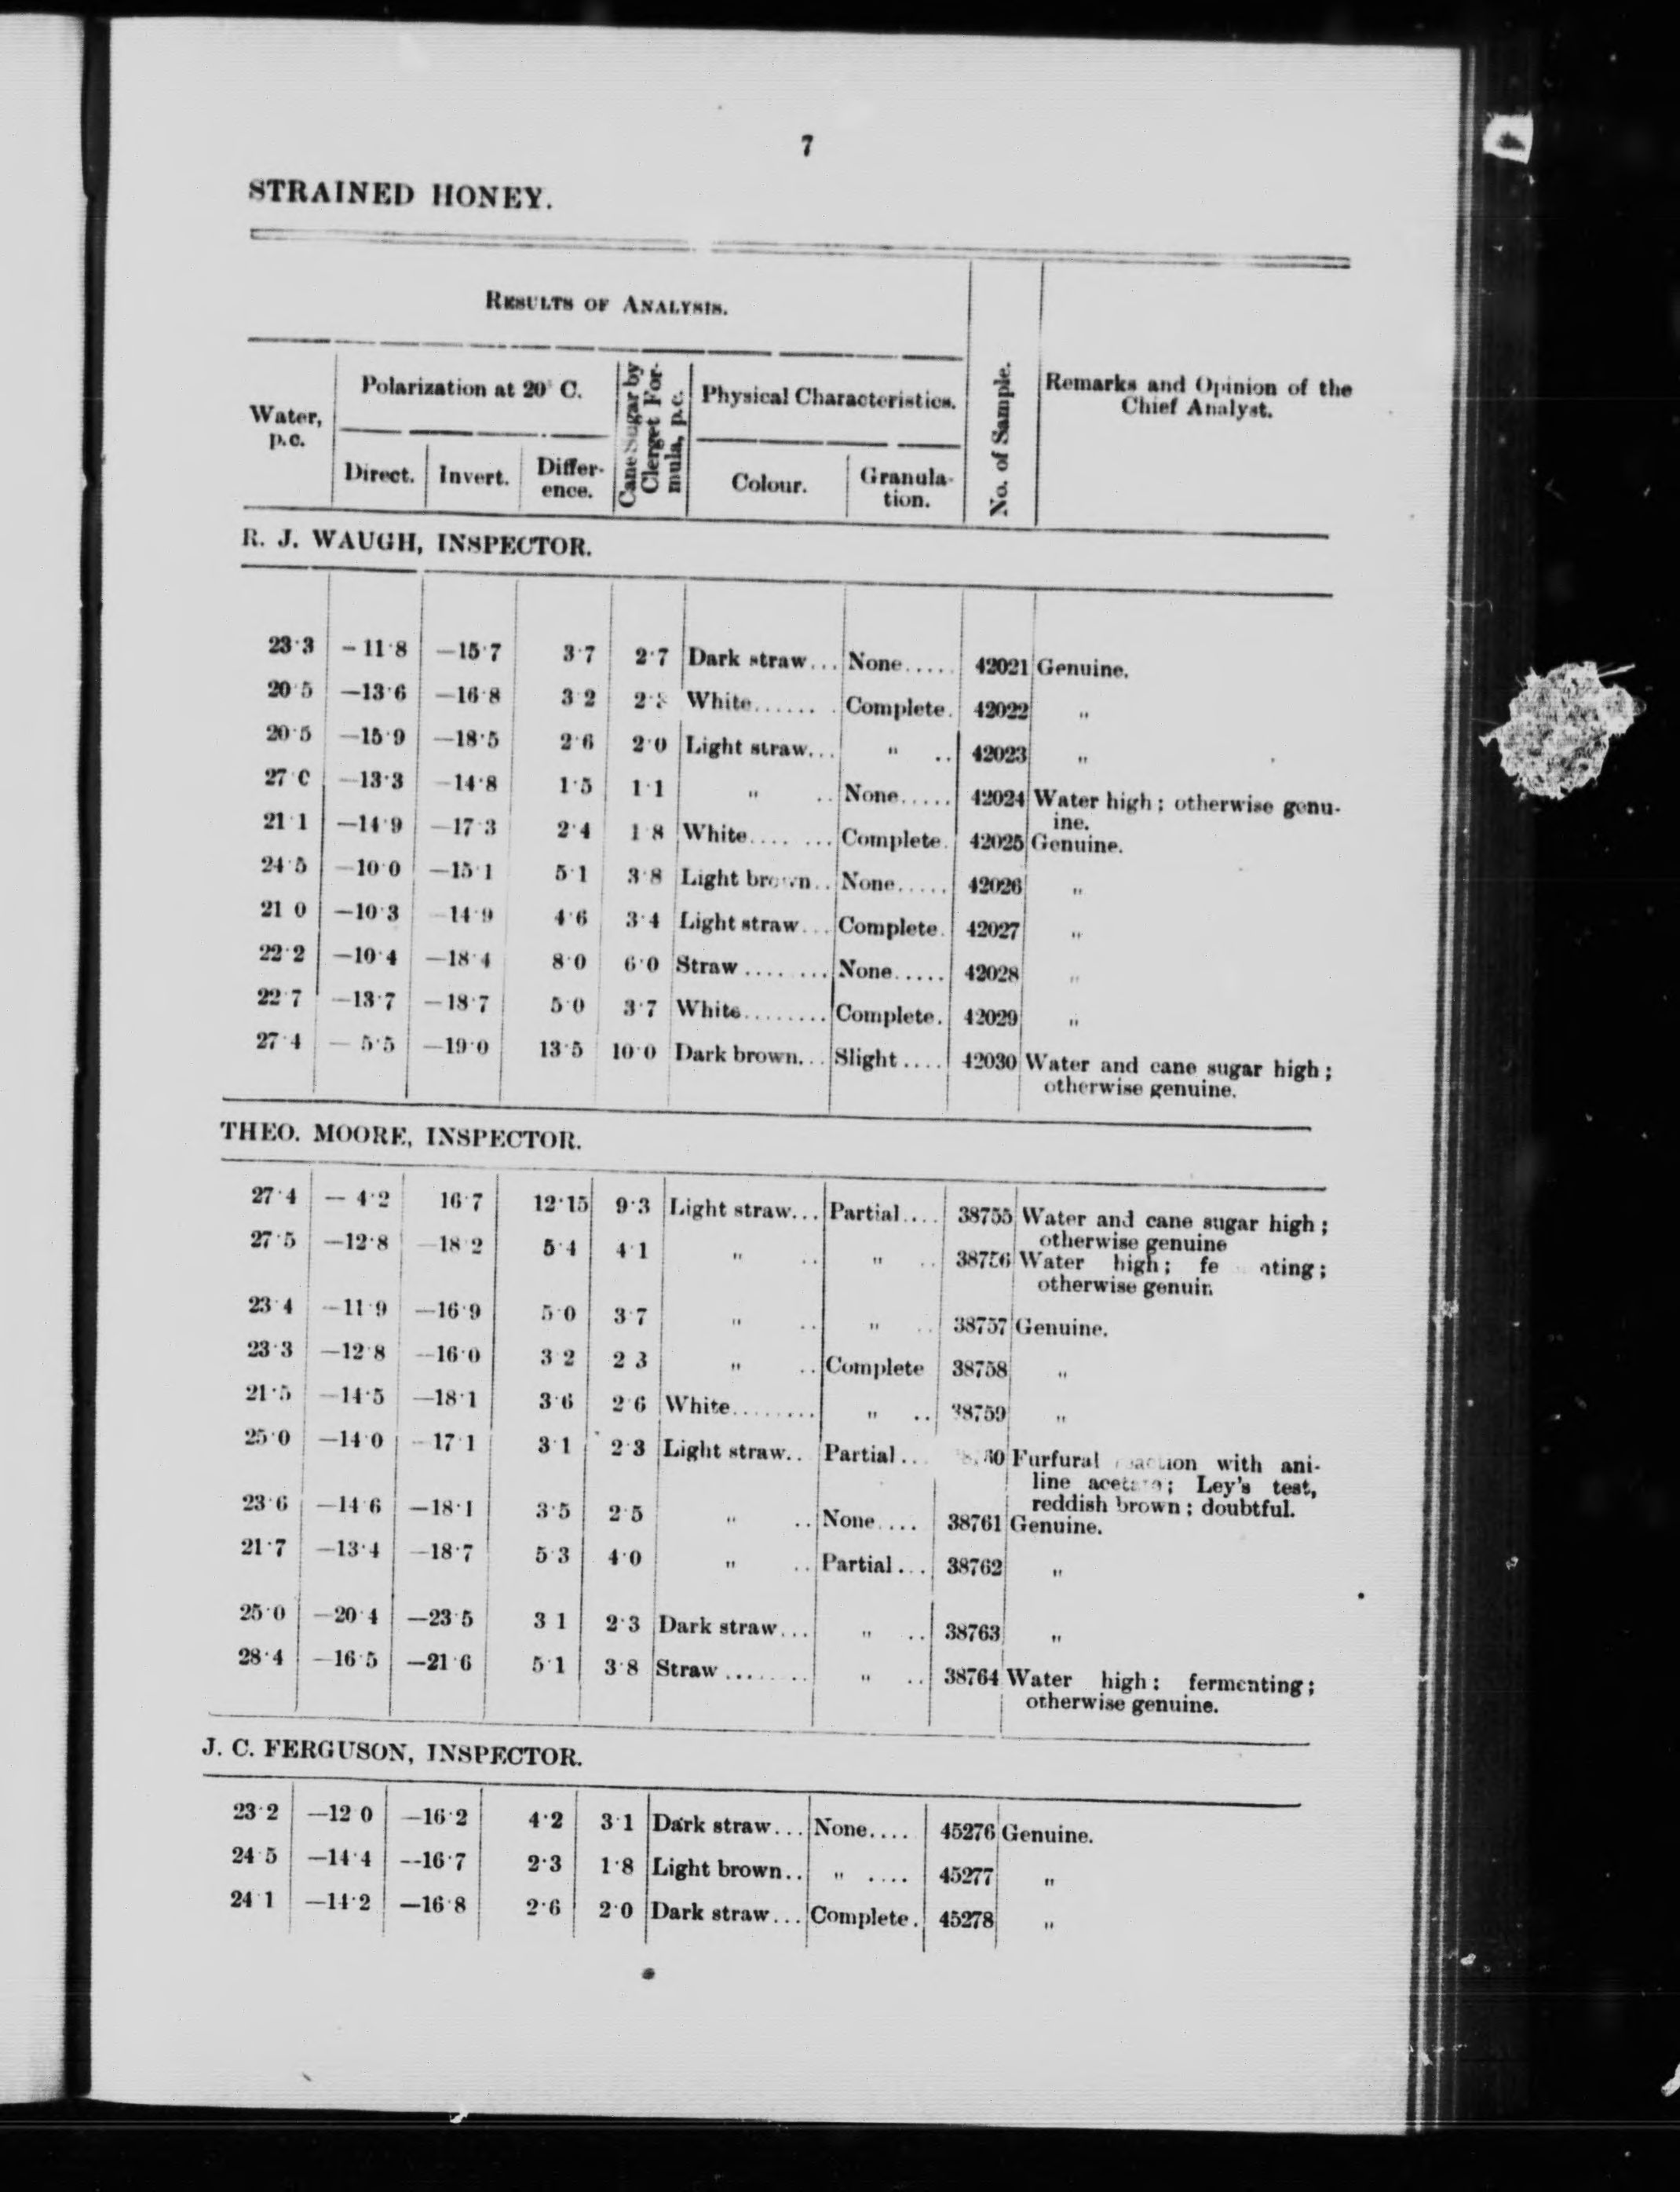 7
STRAINED HONEY.
RESULTS OF ANALYSIS.
Water, p.c.
Polarization at 20° C.
Direct. Invert. Differ-
ence.
Cane Sugar by
Clerget For-
mula, p.c.
Physical Characteristics.
Colour. Granula-
tion.
No. of Sample.
Remarks and Opinion of the
Chief Analyst.
R. J. WAUGH, INSPECTOR.
23·3 -11·8 —15·7 3·7 2·7 Dark straw... None..... 42021 Genuine.
20·5 —13·6 —16·8 3 2 White....... Complete. 42022 "
20·5 —15·9 —18·5 2·6 2·0 Light straw... " .. 42023 "
27 —13·3 —14·8 1·5 1·1 " .. None..... 42024 Water high; otherwise genu-
ine.
21 1 —14·9 —17·3 2·4 1 8 White....... Complete. 42025 Genuine.
24·5 —10 0 —15·1 5·1 3·8 Light brown.. None..... 42026 "
21 0 —10·3 14·9 4·6 3·4 Light straw... Complete. 42027 "
22·2 —10·4 —18·4 8·0 6·0 Straw ........ None..... 42028 "
22·7 —13·7 —18·7 5·0 3·7 White........ Complete. 42029 "
27·4 — 5·5 —19·0 13·5 10·0 Dark brown... Slight.... 42030 Water and cane sugar high;
otherwise genuine.
THEO. MOORE, INSPECTOR.
27·4 — 4·2 16·7 12·15 9·3 Light straw... Partial.... 38755 Water and cane sugar high;
otherwise genuine
27·5 —12·8 —18·2 5·4 4·1 " .. " .. 38756 Water high;
otherwise
23·4 —11·9 —16·9 5·0 3·7 " .. " .. 38757 Genuine.
23·3 —12·8 —16·0 3 2 2 3 " .. Complete 38758 "
21·5 —14·5 —18·1 3·6 2·6 White........ " .. 38759 "
25·0 —14·0 —17·1 3·1 2·3 Light straw.. Partial... Furfural with ani-
line Ley's test,
reddish brown; doubtful.
23·6 —14·6 —18·1 3·5 2·5 " .. None.... 38761 Genuine.
21·7 —13·4 —18·7 5·3 4·0 " .. Partial... 38762 "
25·0 —20·4 —23·5 3 1 2·3 Dark straw... " .. 38763 "
28·4 —16·5 —21·6 5·1 3·8 Straw ........ " .. 38764 Water high: fermenting;
otherwise genuine.
J. C. FERGUSON, INSPECTOR.
23·2 —12 0 —16·2 4·2 3·1 Dark straw... None.... 45276 Genuine.
24·5 —14·4 —16·7 2·3 1·8 Light brown.. " .... 45277 "
24 1 —14·2 —16·8 2·6 2·0 Dark straw... Complete. 45278 "